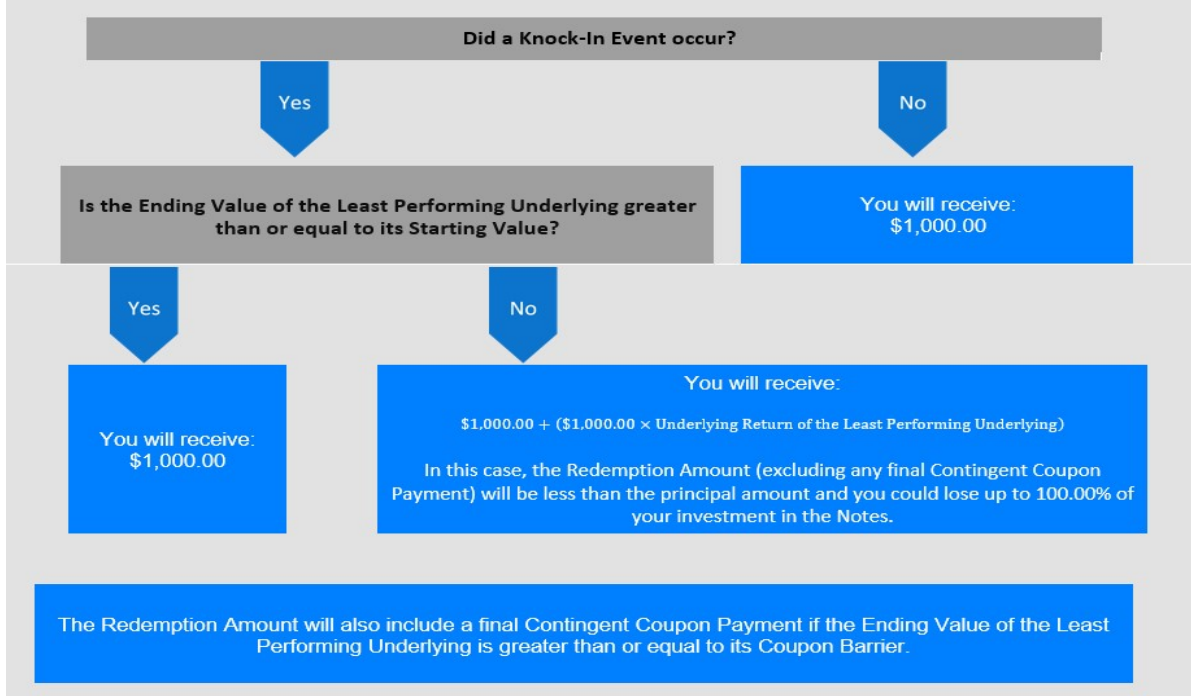 Did a Knock-In Event occur?
Yes
No
Is the Ending Value of the Least Performing Underlying greater
than or equal to its Starting Value?
You will receive:
$1,000.00
Yes
No
You will receive:
$1,000.00
You will receive:
$1,000.00 + ($1,000.00 × Underlying Return of the Least Performing Underlying)
In this case, the Redemption Amount (excluding any final Contingent Coupon
Payment) will be less than the principal amount and you could lose up to 100.00% of
your investment in the Notes.
The Redemption Amount will also include a final Contingent Coupon Payment if the Ending Value of the Least
Performing Underlying is greater than or equal to its Coupon Barrier.